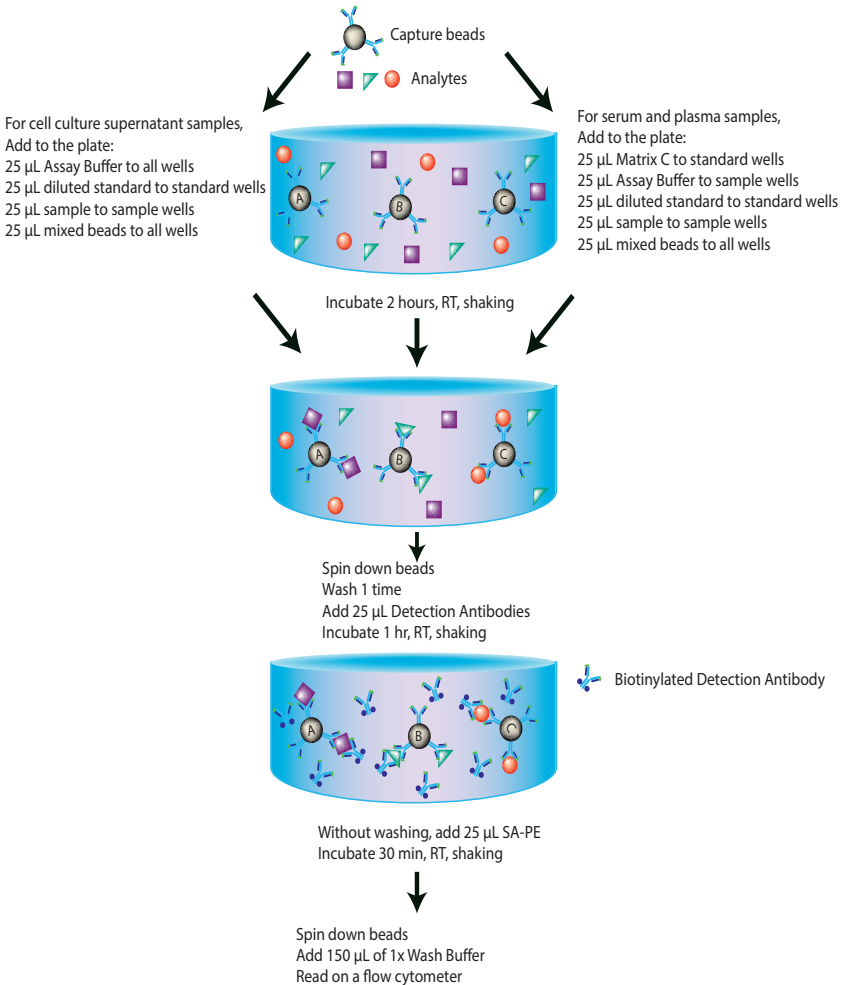 Capture beads
Analytes
For cell culture supernatant samples,
Add to the plate:
25 µL Assay Buffer to all wells
25 µL diluted standard to standard wells
25 µL sample to sample wells
25 µL mixed beads to all wells
For serum and plasma samples,
Add to the plate:
25 µL Matrix C to standard wells
25 µL Assay Buffer to sample wells
25 µL diluted standard to standard wells
25 µL sample to sample wells
25 µL mixed beads to all wells
A
B
C
Incubate 2 hours, RT, shaking
A
B
C
Spin down beads
Wash 1 time
Add 25 µL Detection Antibodies
Incubate 1 hr, RT, shaking
Biotinylated Detection Antibody
A
B
C
Without washing, add 25 µL SA-PE
Incubate 30 min, RT, shaking
Spin down beads
Add 150 µL of 1x Wash Buffer
Read on a flow cytometer